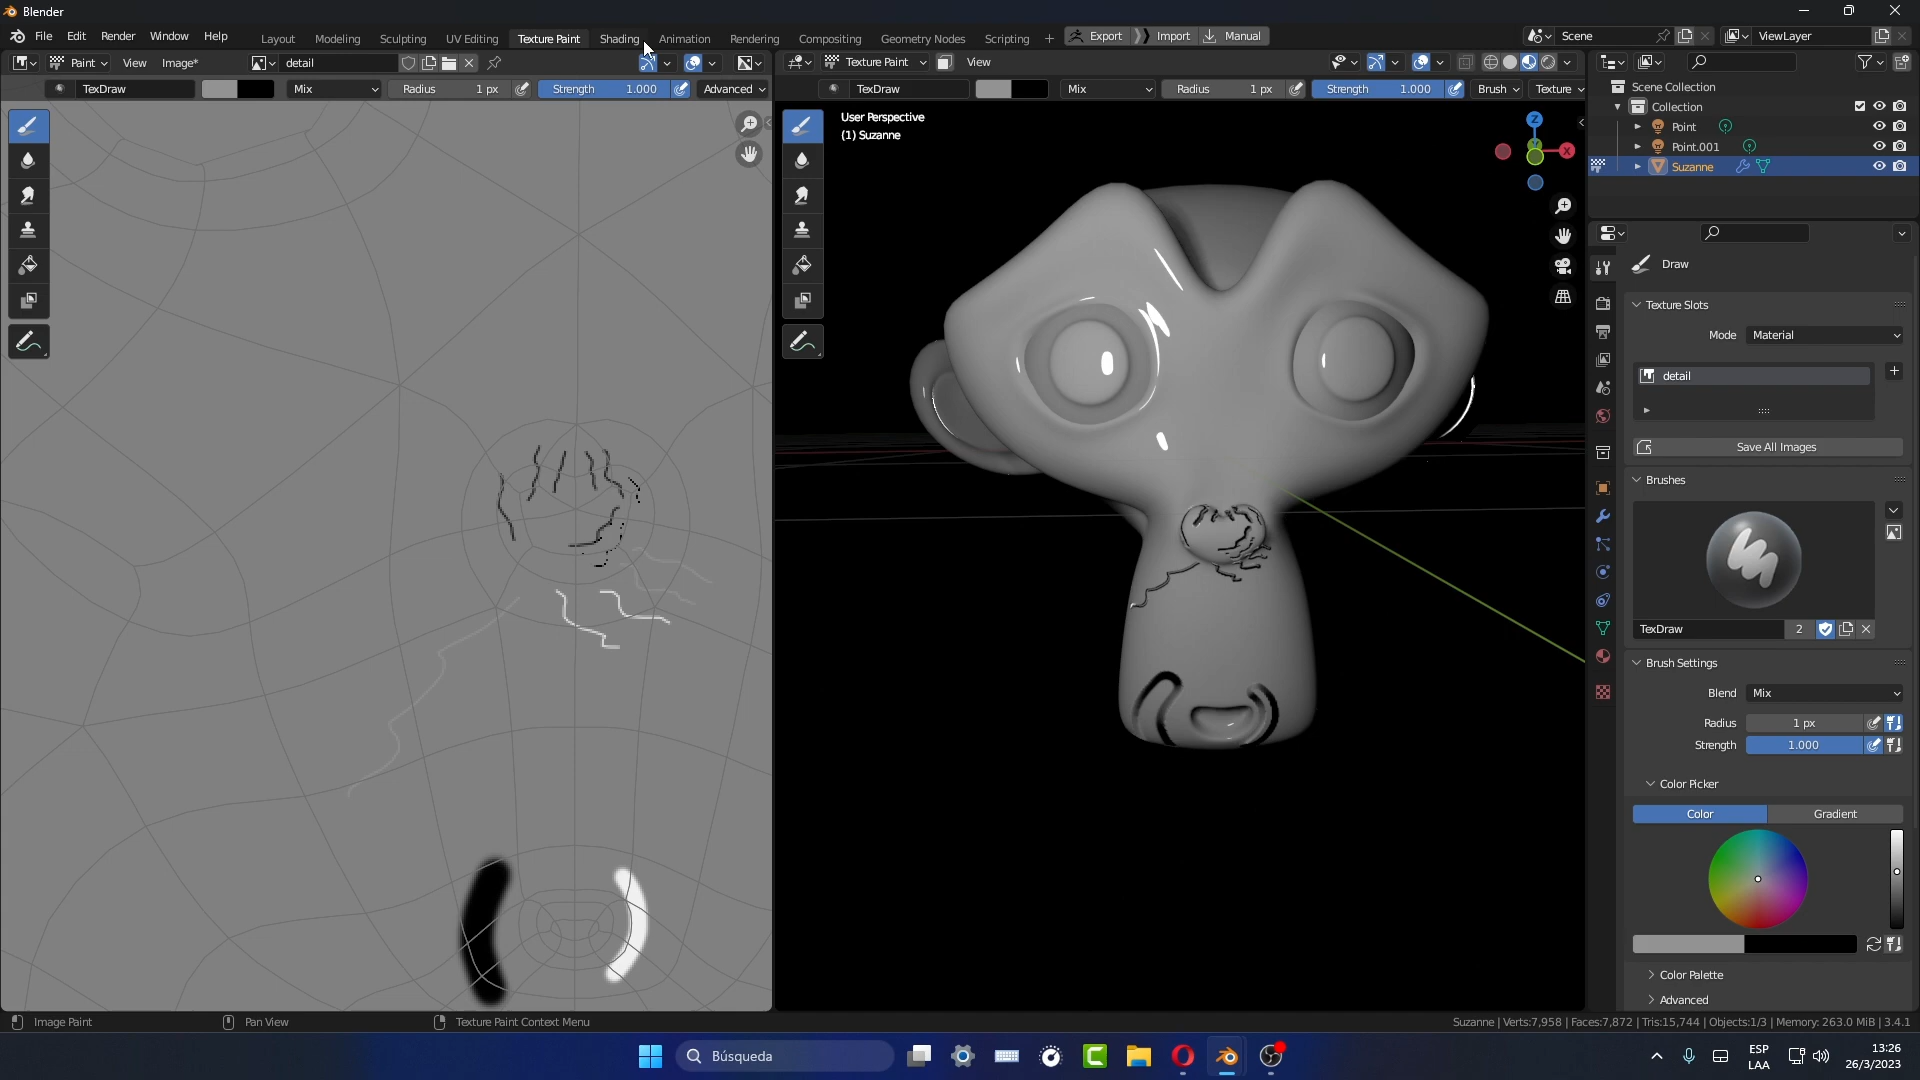 Blender
File Edit Render Window Help Layout Modeling Sculpting UV Editing Texture Paint Shading Animation Rendering Compositing Geometry Nodes Scripting + Export Import Manual Scene ViewLayer
Paint View Image* detail Texture Paint View
TexDraw Mix Radius 1 px Strength 1.000 Advanced TexDraw Mix Radius 1 px Strength 1.000 Brush Texture
User Perspective
(1) Suzanne
Z
X
Scene Collection
Collection
Point
Point.001
Suzanne
Draw
Texture Slots
Mode Material
detail
Save All Images
Brushes
TexDraw 2
Brush Settings
Blend Mix
Radius 1 px
Strength 1.000
Color Picker
Color Gradient
Color Palette
Advanced
Image Paint Pan View Texture Paint Context Menu Suzanne | Verts:7,958 | Faces:7,872 | Tris:15,744 | Objects:1/3 | Memory: 263.0 MiB | 3.4.1
Búsqueda
ESP
LAA
13:26
26/3/2023